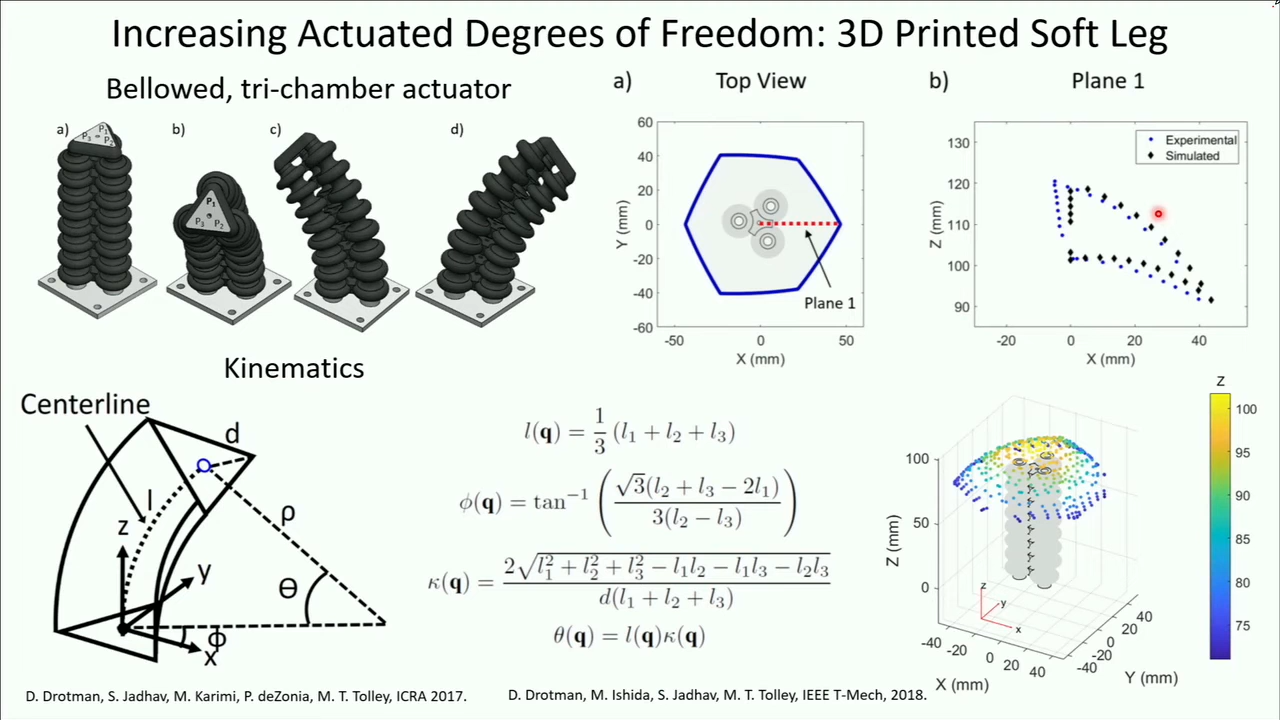 Increasing Actuated Degrees of Freedom: 3D Printed Soft Leg
Bellowed, tri-chamber actuator
a)
b)
c)
d)
P1
P3
P2
P1
P3
P2
a)
Top View
60
40
20
0
-20
-40
-60
Y (mm)
-50
0
50
X (mm)
Plane 1
b)
Plane 1
Experimental
Simulated
130
120
110
100
90
Z (mm)
-20
0
20
40
X (mm)
Kinematics
Centerline
d
l
ρ
z
y
θ
ϕ
x
l(q) = 1/3 (l₁ + l₂ + l₃)
ϕ(q) = tan⁻¹ ( √3(l₂ + l₃ − 2l₁) / 3(l₂ − l₃) )
κ(q) = 2√(l₁² + l₂² + l₃² − l₁l₂ − l₁l₃ − l₂l₃) / d(l₁ + l₂ + l₃)
θ(q) = l(q)κ(q)
Z
100
95
90
85
80
75
100
50
0
Z (mm)
z
y
x
-40
-20
0
20
40
X (mm)
40
20
0
-20
-40
Y (mm)
D. Drotman, S. Jadhav, M. Karimi, P. deZonia, M. T. Tolley, ICRA 2017.
D. Drotman, M. Ishida, S. Jadhav, M. T. Tolley, IEEE T-Mech, 2018.